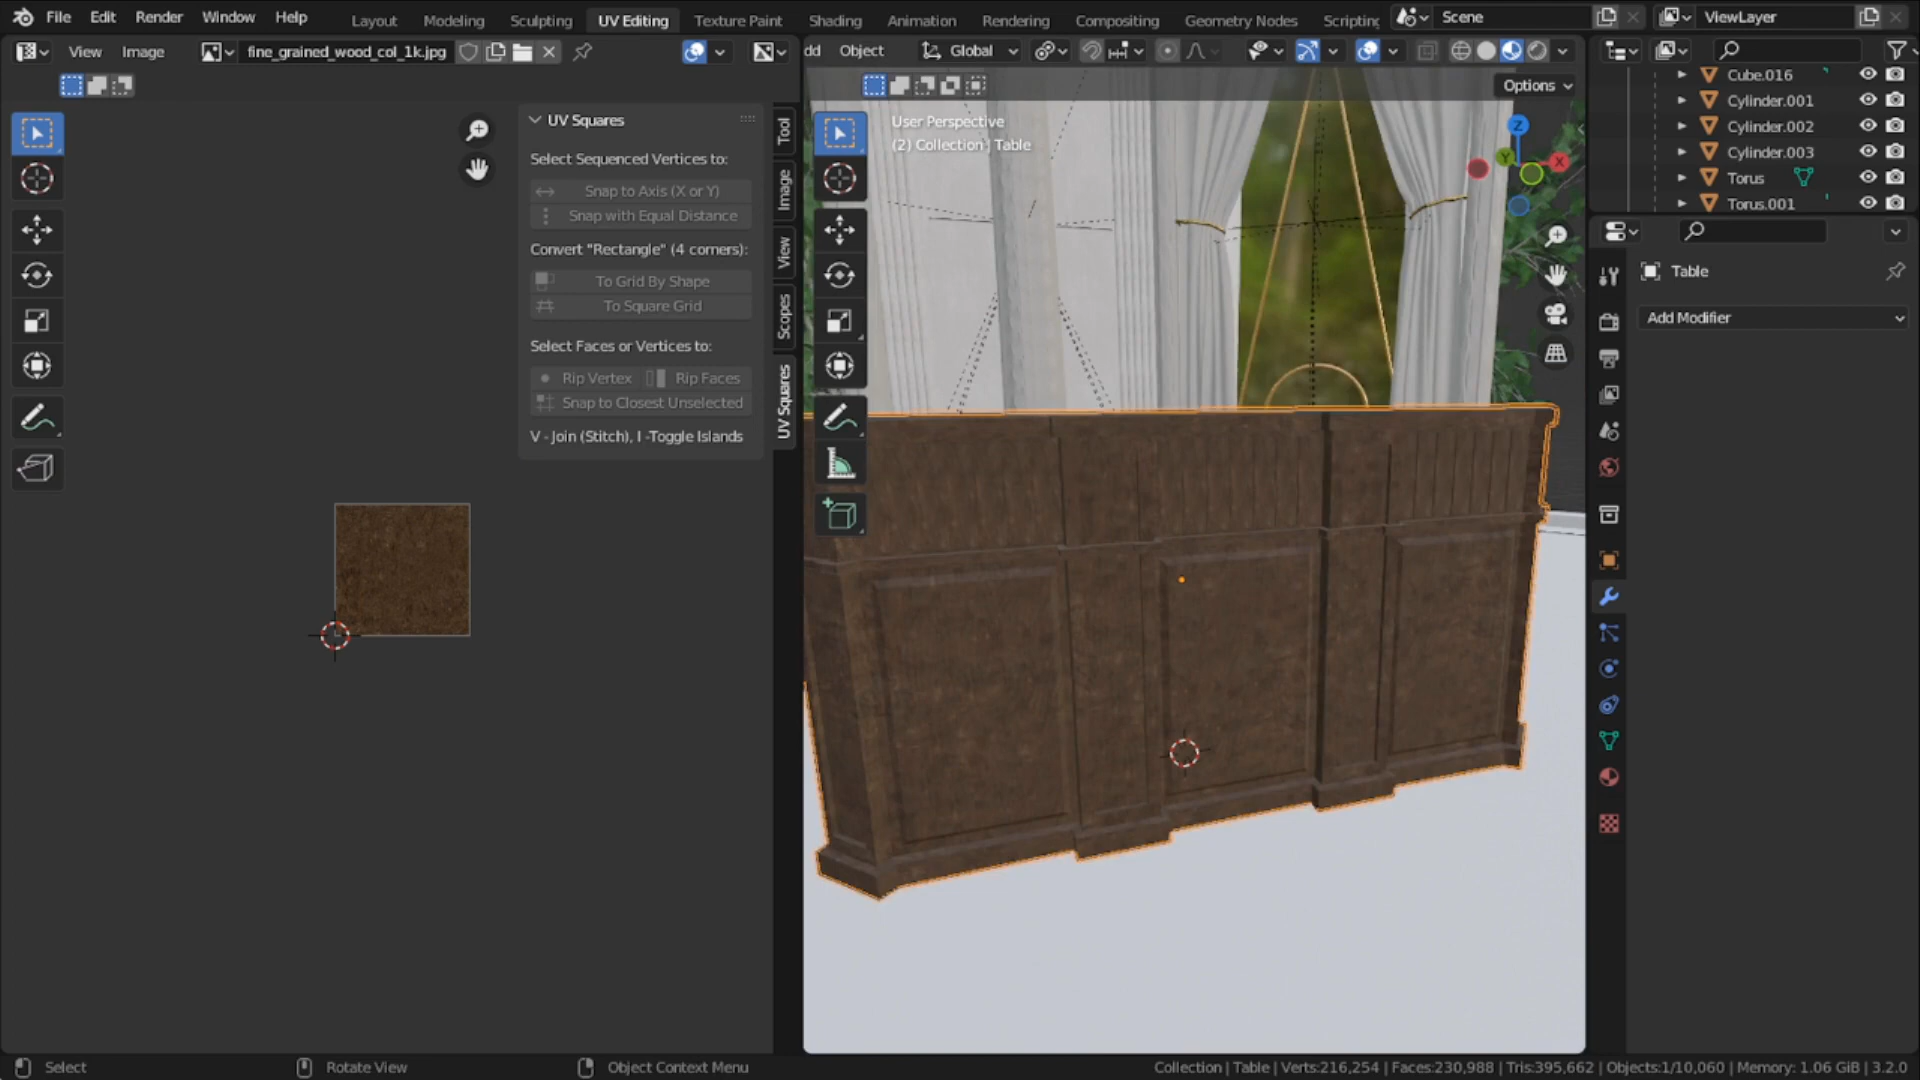 File Edit Render Window Help
Layout Modeling Sculpting UV Editing Texture Paint Shading Animation Rendering Compositing Geometry Nodes Scripting
Scene
ViewLayer
View Image
fine_grained_wood_col_1k.jpg
dd Object
Global
Options
UV Squares
Select Sequenced Vertices to:
Snap to Axis (X or Y)
Snap with Equal Distance
Convert "Rectangle" (4 corners):
To Grid By Shape
To Square Grid
Select Faces or Vertices to:
Rip Vertex
Rip Faces
Snap to Closest Unselected
V - Join (Stitch), I -Toggle Islands
Tool
Image
View
Scopes
UV Squares
User Perspective
(2) Collection | Table
Z
Y
X
Cube.016
Cylinder.001
Cylinder.002
Cylinder.003
Torus
Torus.001
Table
Add Modifier
Select
Rotate View
Object Context Menu
Collection | Table | Verts:216,254 | Faces:230,988 | Tris:395,662 | Objects:1/10,060 | Memory: 1.06 GiB | 3.2.0